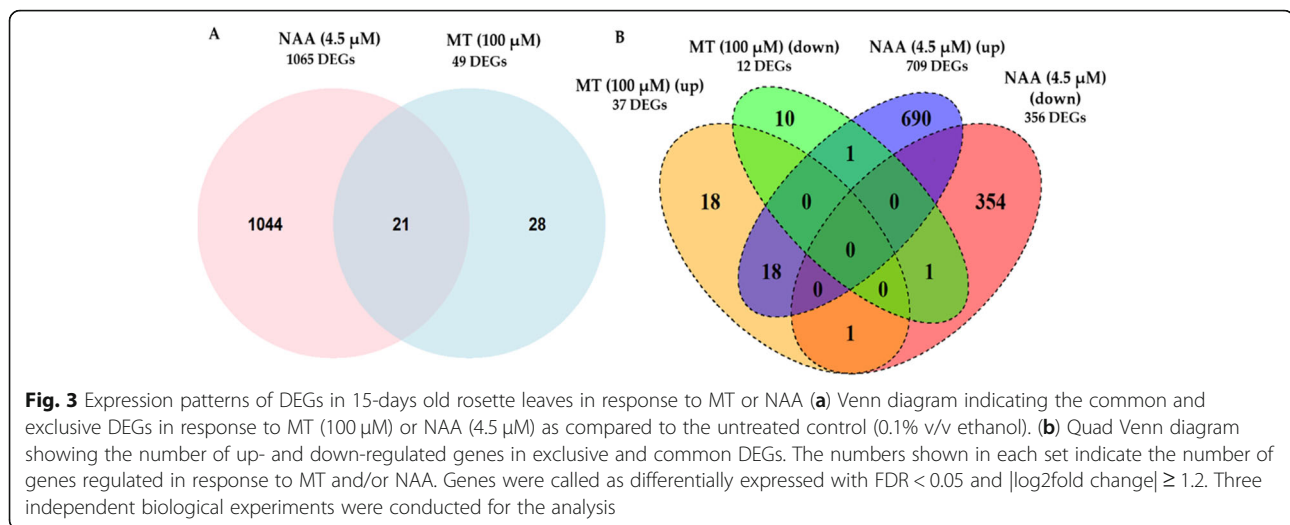 A
NAA (4.5 µM)
1065 DEGs
MT (100 µM)
49 DEGs
1044
21
28
B
MT (100 µM) (down)
12 DEGs
NAA (4.5 µM) (up)
709 DEGs
MT (100 µM) (up)
37 DEGs
NAA (4.5 µM)
(down)
356 DEGs
10
690
1
18
0
0
354
0
18
1
0
0
1
Fig. 3 Expression patterns of DEGs in 15-days old rosette leaves in response to MT or NAA (a) Venn diagram indicating the common and
exclusive DEGs in response to MT (100 µM) or NAA (4.5 µM) as compared to the untreated control (0.1% v/v ethanol). (b) Quad Venn diagram
showing the number of up- and down-regulated genes in exclusive and common DEGs. The numbers shown in each set indicate the number of
genes regulated in response to MT and/or NAA. Genes were called as differentially expressed with FDR < 0.05 and |log2fold change| ≥ 1.2. Three
independent biological experiments were conducted for the analysis